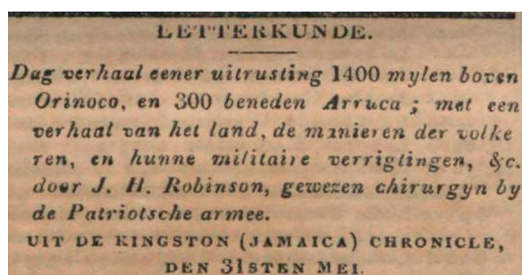 LETTERKUNDE.
Dag verhaal eener uitrusting 1400 mylen boven
Orinoco, en 300 beneden Arruca ; met een
verhaal van het land, de manieren der volke
ren, en hunne militaire verrigtingen, &c.
door J. H. Robinson, gewezen chirurgyn by
de Patriotsche armee.
UIT DE KINGSTON (JAMAICA) CHRONICLE,
DEN 31STEN MEI.